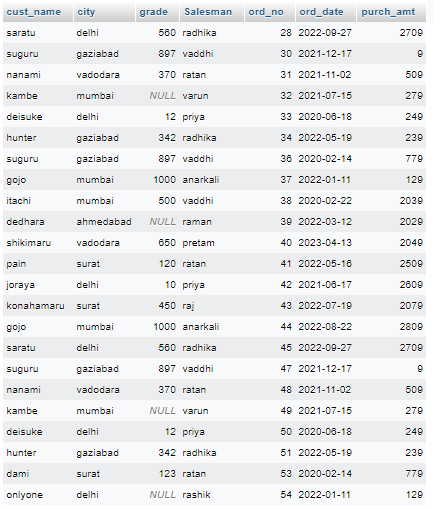 cust_name city grade Salesman ord_no ord_date purch_amt
saratu delhi 560 radhika 28 2022-09-27 2709
suguru gaziabad 897 vaddhi 30 2021-12-17 9
nanami vadodara 370 ratan 31 2021-11-02 509
kambe mumbai NULL varun 32 2021-07-15 279
deisuke delhi 12 priya 33 2020-06-18 249
hunter gaziabad 342 radhika 34 2022-05-19 239
suguru gaziabad 897 vaddhi 36 2020-02-14 779
gojo mumbai 1000 anarkali 37 2022-01-11 129
itachi mumbai 500 vaddhi 38 2020-02-22 2039
dedhara ahmedabad NULL raman 39 2022-03-12 2029
shikimaru vadodara 650 pretam 40 2023-04-13 2049
pain surat 120 ratan 41 2022-05-16 2509
joraya delhi 10 priya 42 2021-06-17 2609
konahamaru surat 450 raj 43 2022-07-19 2079
gojo mumbai 1000 anarkali 44 2022-08-22 2809
saratu delhi 560 radhika 45 2022-09-27 2709
suguru gaziabad 897 vaddhi 47 2021-12-17 9
nanami vadodara 370 ratan 48 2021-11-02 509
kambe mumbai NULL varun 49 2021-07-15 279
deisuke delhi 12 priya 50 2020-06-18 249
hunter gaziabad 342 radhika 51 2022-05-19 239
dami surat 123 ratan 53 2020-02-14 779
onlyone delhi NULL rashik 54 2022-01-11 129